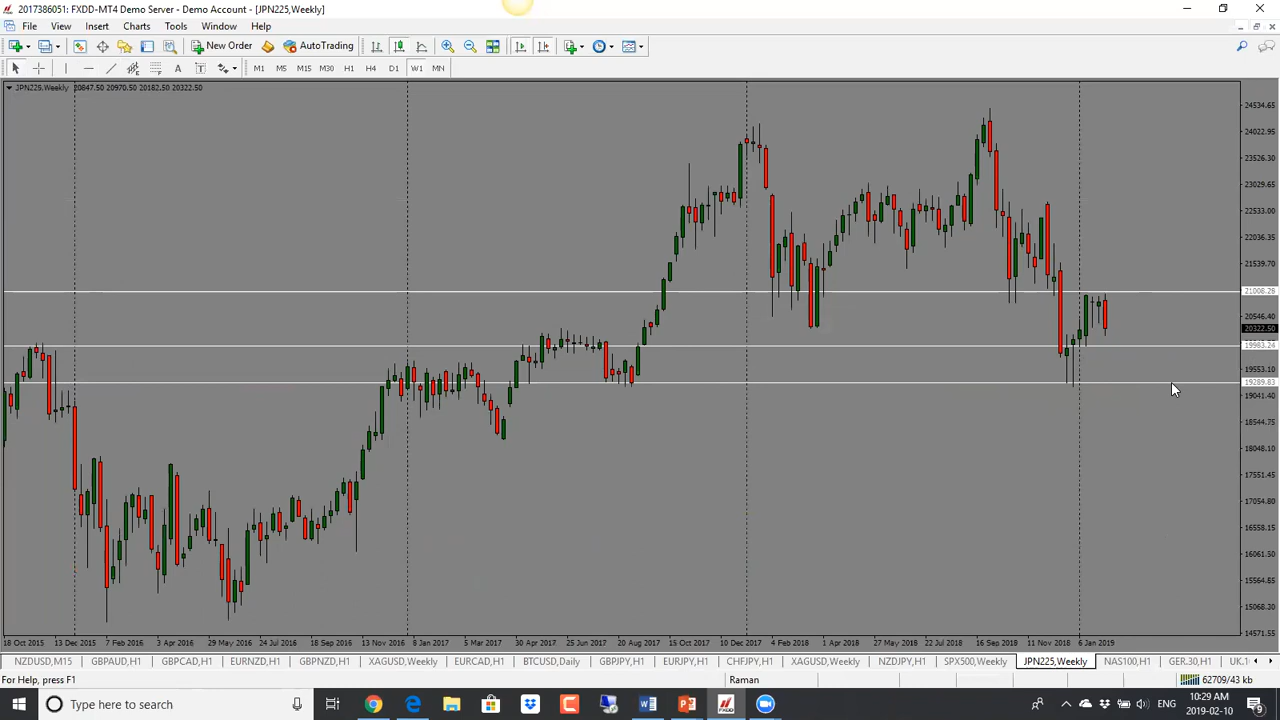 2017386051: FXDD-MT4 Demo Server - Demo Account - [JPN225,Weekly]
File View Insert Charts Tools Window Help
New Order AutoTrading
A T M1 M5 M15 M30 H1 H4 D1 W1 MN
JPN225,Weekly 20847.50 20970.50 20182.50 20322.50
24534.65
24022.95
23526.30
23029.65
22533.00
22036.35
21539.70
21008.28
20546.40
20322.50
19983.24
19553.10
19289.83
19041.40
18544.75
18048.10
17551.45
17054.80
16558.15
16061.50
15564.85
15068.30
14571.55
18 Oct 2015 13 Dec 2015 7 Feb 2016 3 Apr 2016 29 May 2016 24 Jul 2016 18 Sep 2016 13 Nov 2016 8 Jan 2017 5 Mar 2017 30 Apr 2017 25 Jun 2017 20 Aug 2017 15 Oct 2017 10 Dec 2017 4 Feb 2018 1 Apr 2018 27 May 2018 22 Jul 2018 16 Sep 2018 11 Nov 2018 6 Jan 2019
NZDUSD,M15 GBPAUD,H1 GBPCAD,H1 EURNZD,H1 GBPNZD,H1 XAGUSD,Weekly EURCAD,H1 BTCUSD,Daily GBPJPY,H1 EURJPY,H1 CHFJPY,H1 XAUUSD,Weekly NZDJPY,H1 SPX500,Weekly JPN225,Weekly NAS100,H1 GER.30,H1 UK.1
For Help, press F1 Raman 62709/43 kb
Type here to search ENG 10:29 AM
2019-02-10